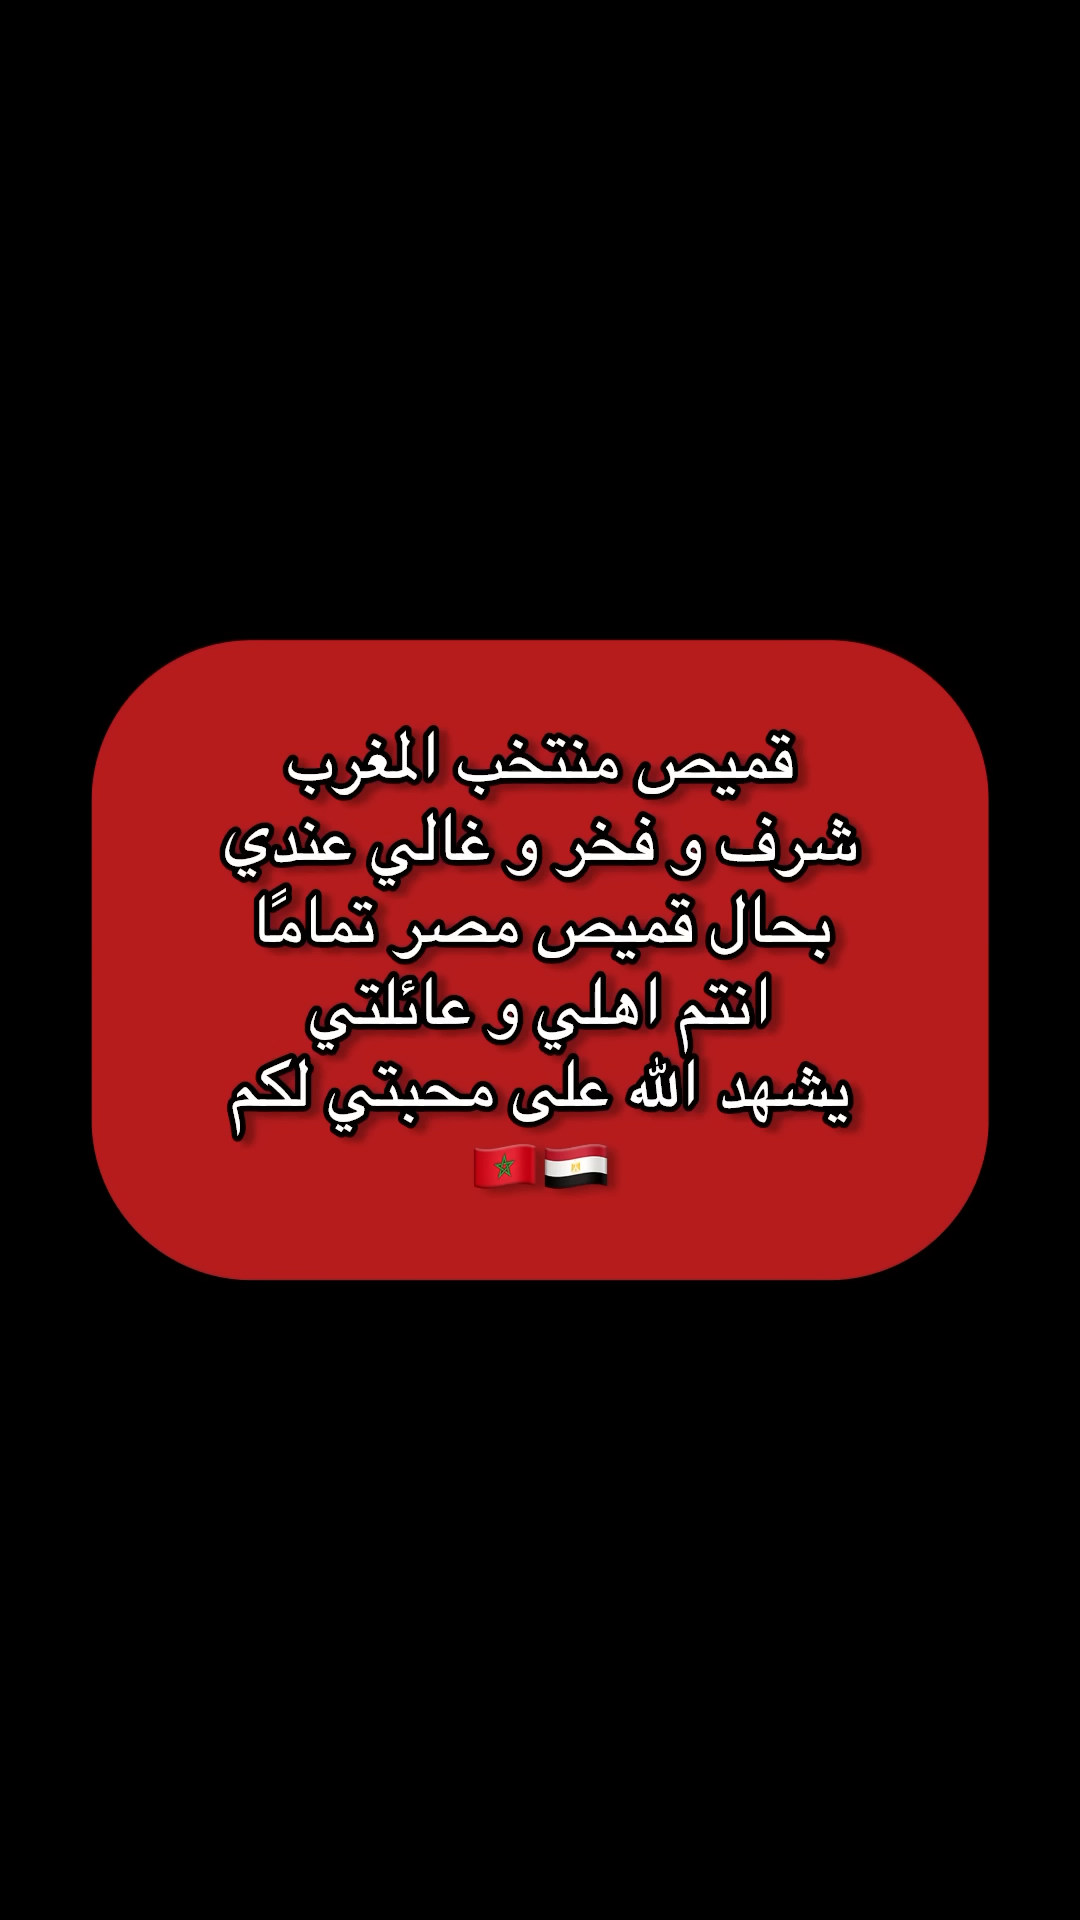 قميص منتخب المغرب
شرف و فخر و غالي عندي
بحال قميص مصر تمامًا
انتم اهلي و عائلتي
يشهد الله على محبتي لكم
🇪🇬🇲🇦